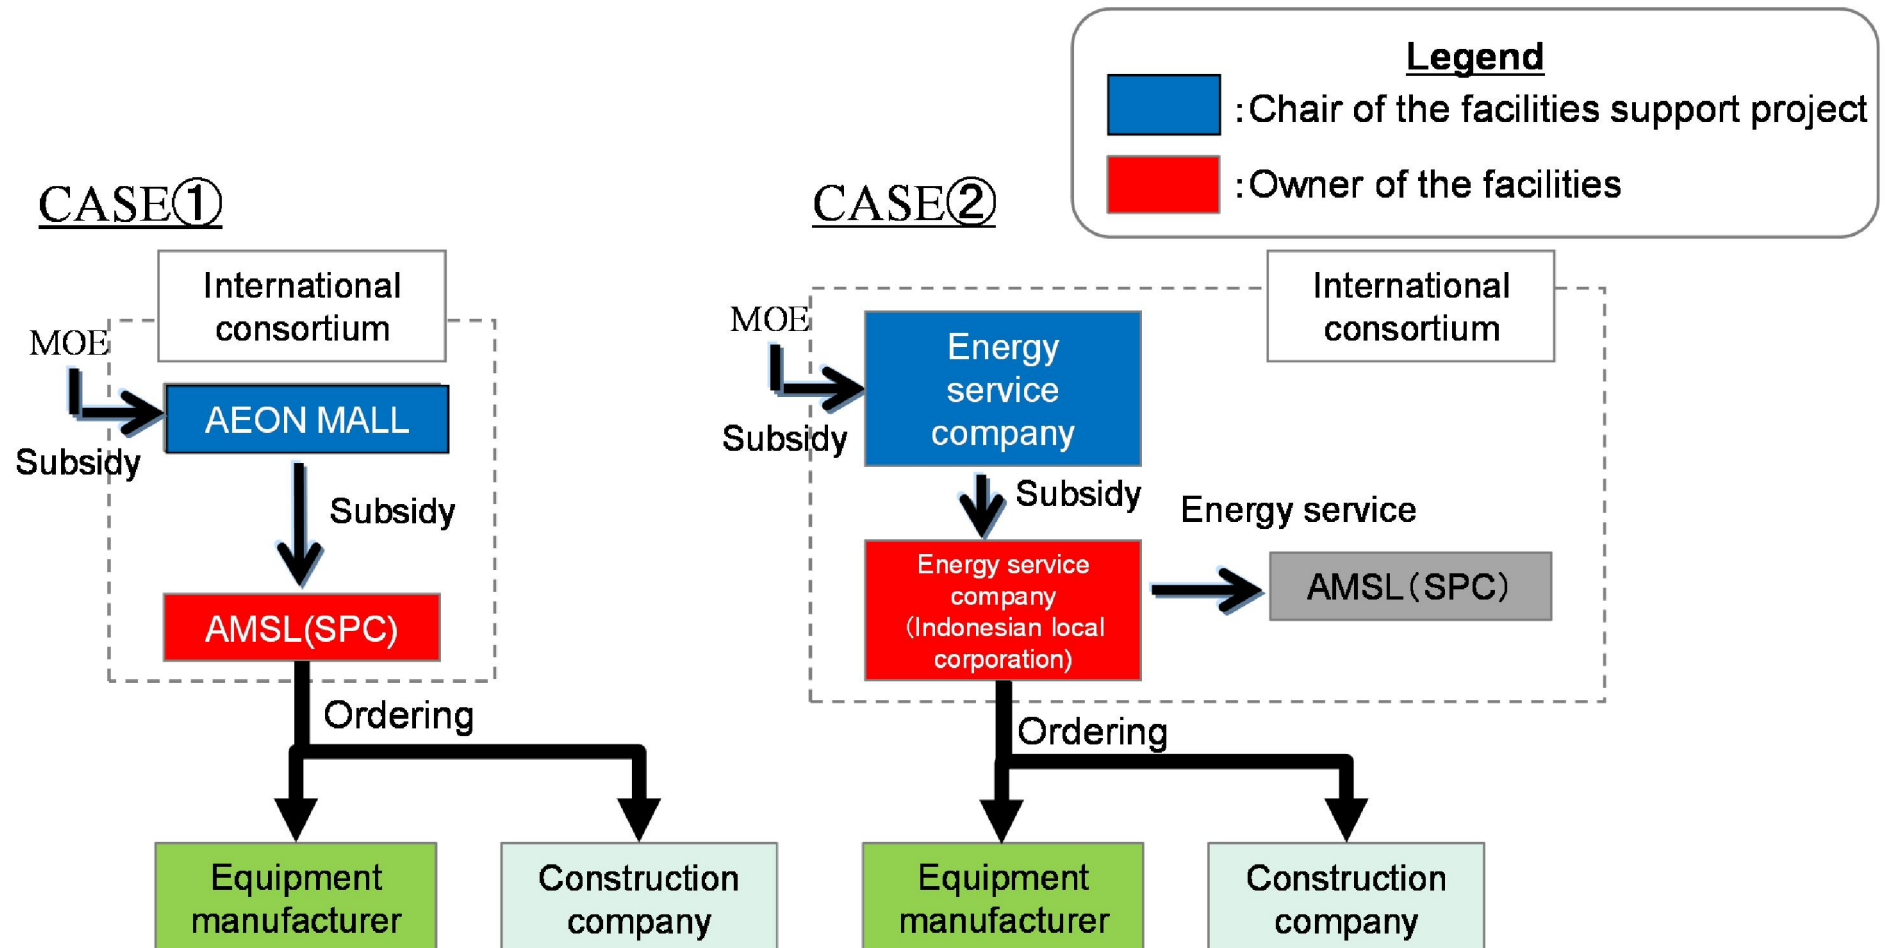 Legend
:Chair of the facilities support project
:Owner of the facilities
CASE①
International
consortium
MOE
AEON MALL
Subsidy
Subsidy
AMSL(SPC)
Ordering
Equipment
manufacturer
Construction
company
CASE②
International
consortium
MOE
Energy
service
company
Subsidy
Subsidy
Energy service
Energy service
company
(Indonesian local
corporation)
AMSL(SPC)
Ordering
Equipment
manufacturer
Construction
company